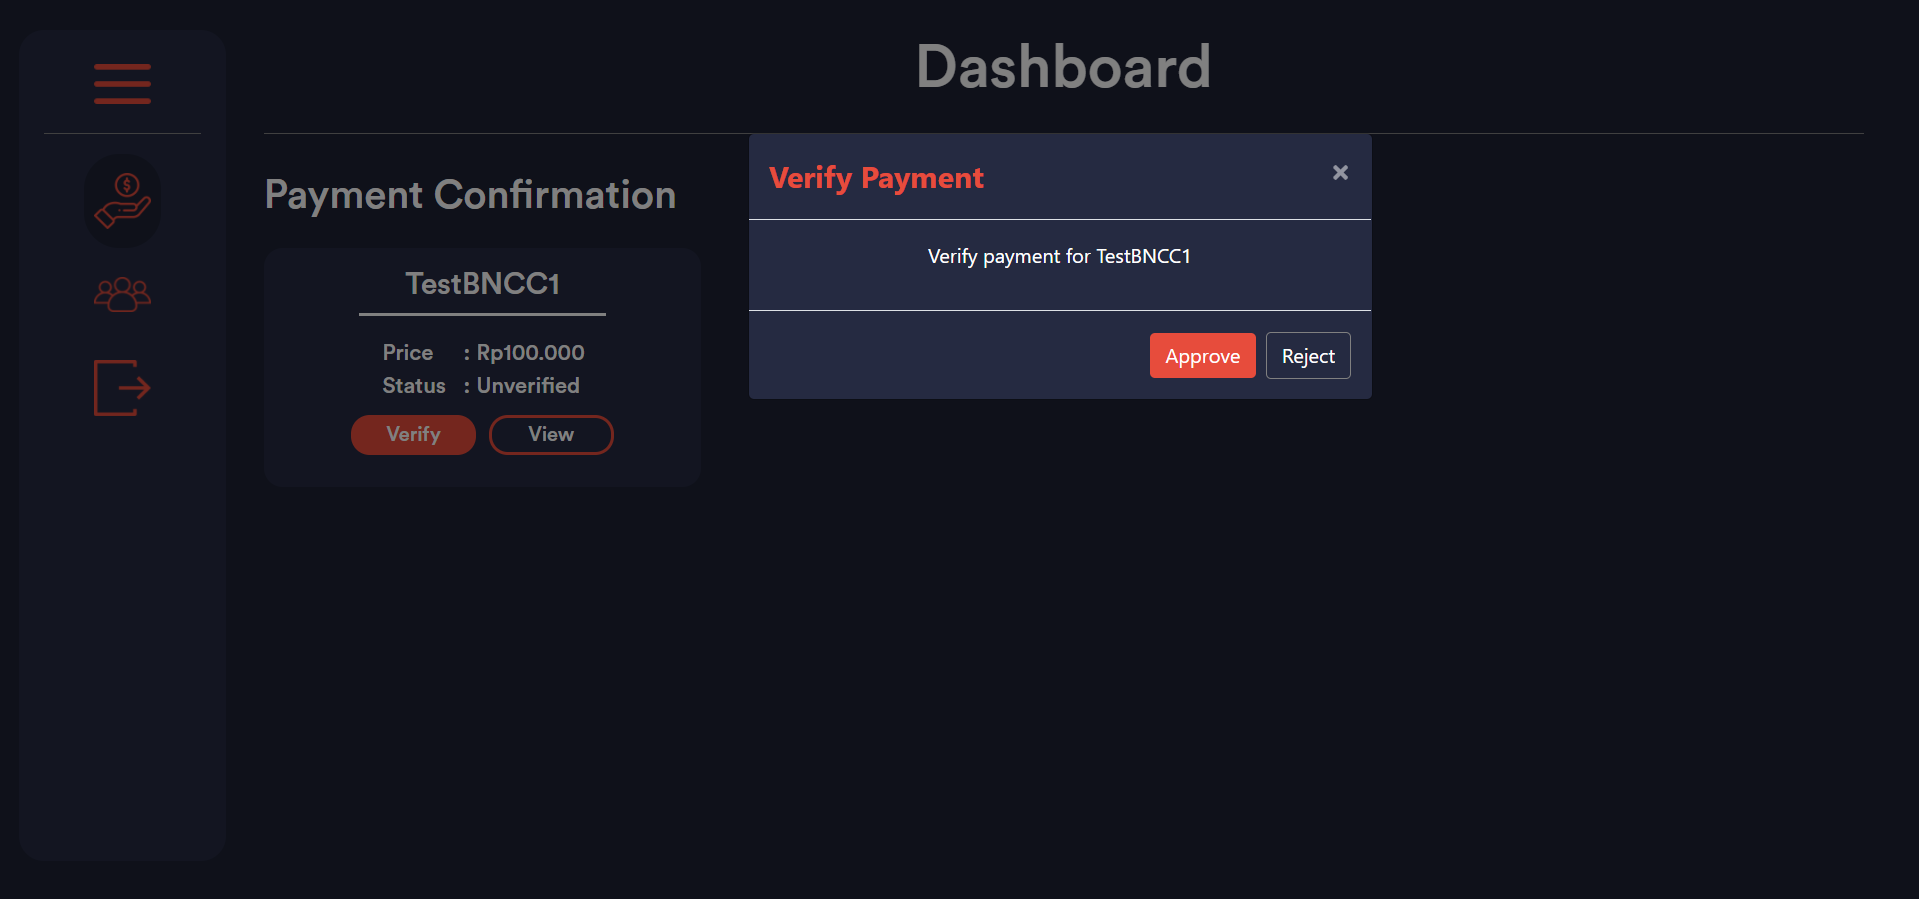 Dashboard
Payment Confirmation
TestBNCC1
Price : Rp100.000
Status : Unverified
Verify View
Verify Payment ×
Verify payment for TestBNCC1
Approve Reject